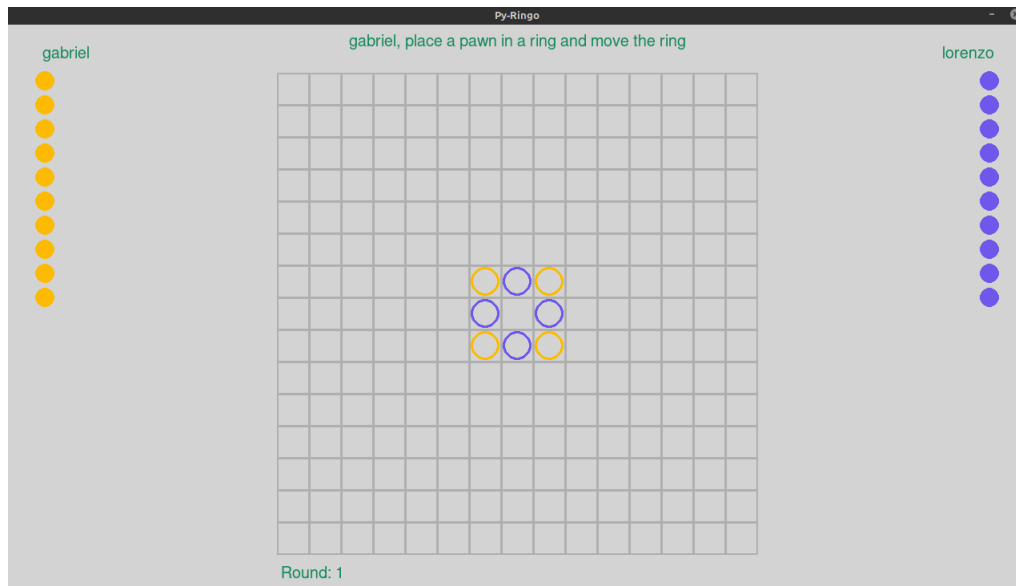 Py-Ringo
gabriel, place a pawn in a ring and move the ring
gabriel
lorenzo
Round: 1